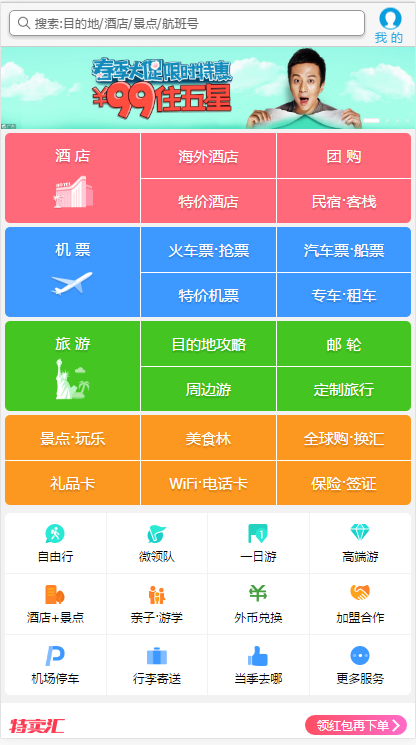 搜索:目的地/酒店/景点/航班号
我 的
春季大促限时特惠
¥99住五星
酒 店
海外酒店
团 购
特价酒店
民宿·客栈
机 票
火车票·抢票
汽车票·船票
特价机票
专车·租车
旅 游
目的地攻略
邮 轮
周边游
定制旅行
景点·玩乐
美食林
全球购·换汇
礼品卡
WiFi·电话卡
保险·签证
自由行
微领队
一日游
高端游
酒店+景点
亲子·游学
外币兑换
加盟合作
机场停车
行李寄送
当季去哪
更多服务
特卖汇
领红包再下单